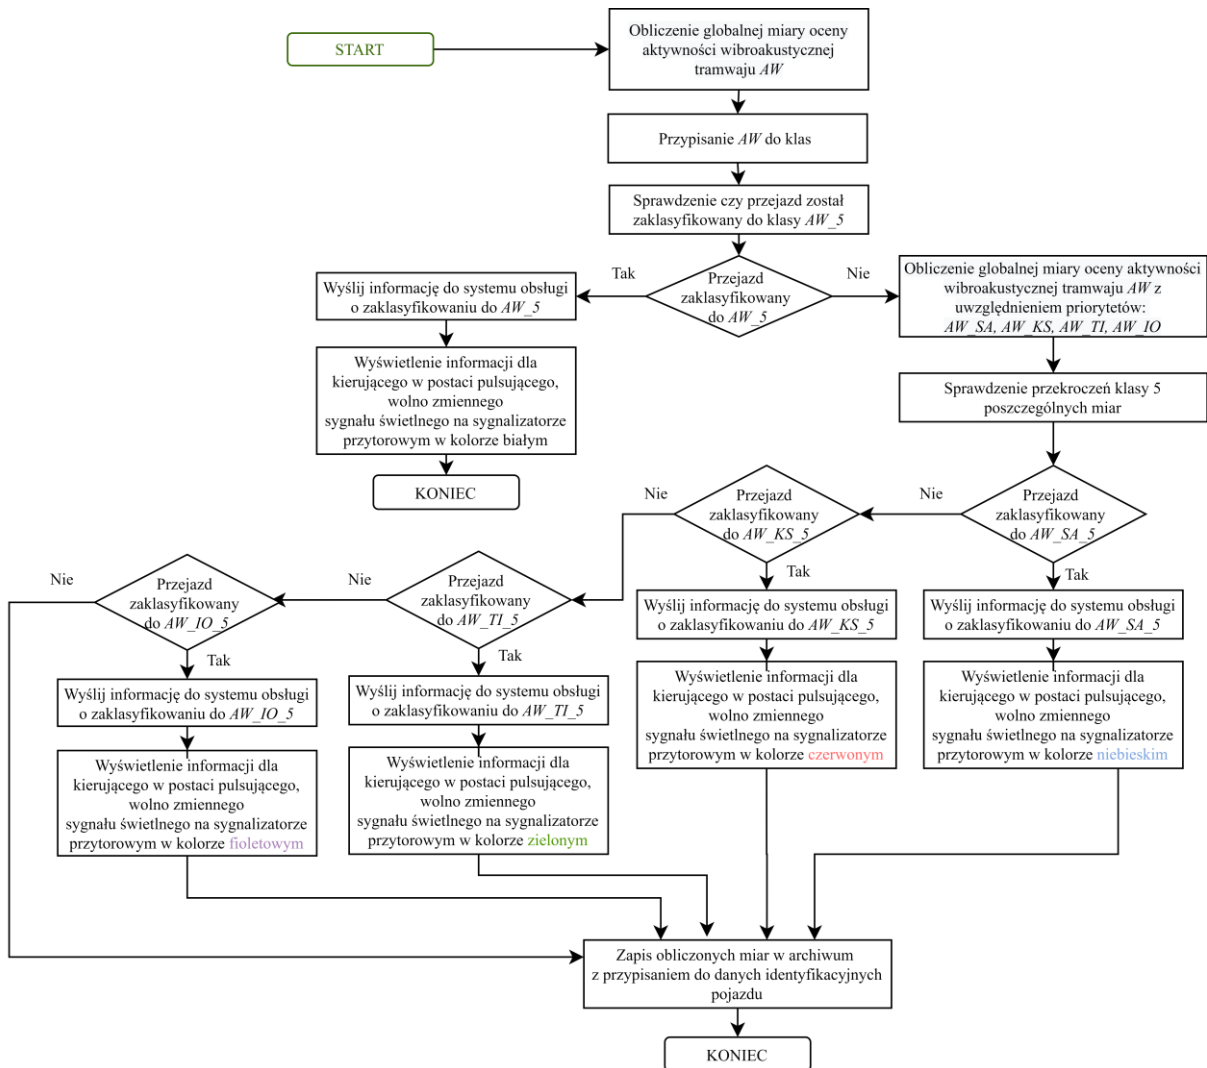 START
Obliczenie globalnej miary oceny
aktywności wibroakustycznej
tramwaju AW
Przypisanie AW do klas
Sprawdzenie czy przejazd został
zaklasyfikowany do klasy AW_5
Przejazd
zaklasyfikowany
do AW_5
Tak
Nie
Wyślij informację do systemu obsługi
o zaklasyfikowaniu do AW_5
Wyświetlenie informacji dla
kierującego w postaci pulsującego,
wolno zmiennego
sygnału świetlnego na sygnalizatorze
przytorowym w kolorze białym
KONIEC
Obliczenie globalnej miary oceny aktywności
wibroakustycznej tramwaju AW z
uwzględnieniem priorytetów:
AW_SA, AW_KS, AW_TI, AW_IO
Sprawdzenie przekroczeń klasy 5
poszczególnych miar
Przejazd
zaklasyfikowany
do AW_SA_5
Nie
Tak
Wyślij informację do systemu obsługi
o zaklasyfikowaniu do AW_SA_5
Wyświetlenie informacji dla
kierującego w postaci pulsującego,
wolno zmiennego
sygnału świetlnego na sygnalizatorze
przytorowym w kolorze niebieskim
Przejazd
zaklasyfikowany
do AW_KS_5
Nie
Tak
Wyślij informację do systemu obsługi
o zaklasyfikowaniu do AW_KS_5
Wyświetlenie informacji dla
kierującego w postaci pulsującego,
wolno zmiennego
sygnału świetlnego na sygnalizatorze
przytorowym w kolorze czerwonym
Przejazd
zaklasyfikowany
do AW_TI_5
Nie
Tak
Wyślij informację do systemu obsługi
o zaklasyfikowaniu do AW_TI_5
Wyświetlenie informacji dla
kierującego w postaci pulsującego,
wolno zmiennego
sygnału świetlnego na sygnalizatorze
przytorowym w kolorze zielonym
Przejazd
zaklasyfikowany
do AW_IO_5
Nie
Tak
Wyślij informację do systemu obsługi
o zaklasyfikowaniu do AW_IO_5
Wyświetlenie informacji dla
kierującego w postaci pulsującego,
wolno zmiennego
sygnału świetlnego na sygnalizatorze
przytorowym w kolorze fioletowym
Zapis obliczonych miar w archiwum
z przypisaniem do danych identyfikacyjnych
pojazdu
KONIEC